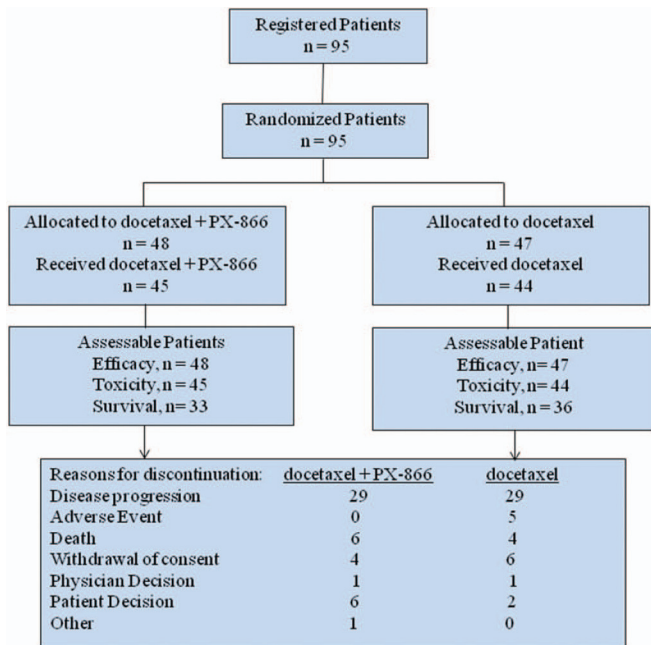 Registered Patients
n = 95
Randomized Patients
n = 95
Allocated to docetaxel + PX-866
n = 48
Received docetaxel + PX-866
n = 45
Allocated to docetaxel
n = 47
Received docetaxel
n = 44
Assessable Patients
Efficacy, n = 48
Toxicity, n = 45
Survival, n= 33
Assessable Patient
Efficacy, n= 47
Toxicity, n = 44
Survival, n = 36
Reasons for discontinuation: docetaxel + PX-866 docetaxel
Disease progression 29 29
Adverse Event 0 5
Death 6 4
Withdrawal of consent 4 6
Physician Decision 1 1
Patient Decision 6 2
Other 1 0